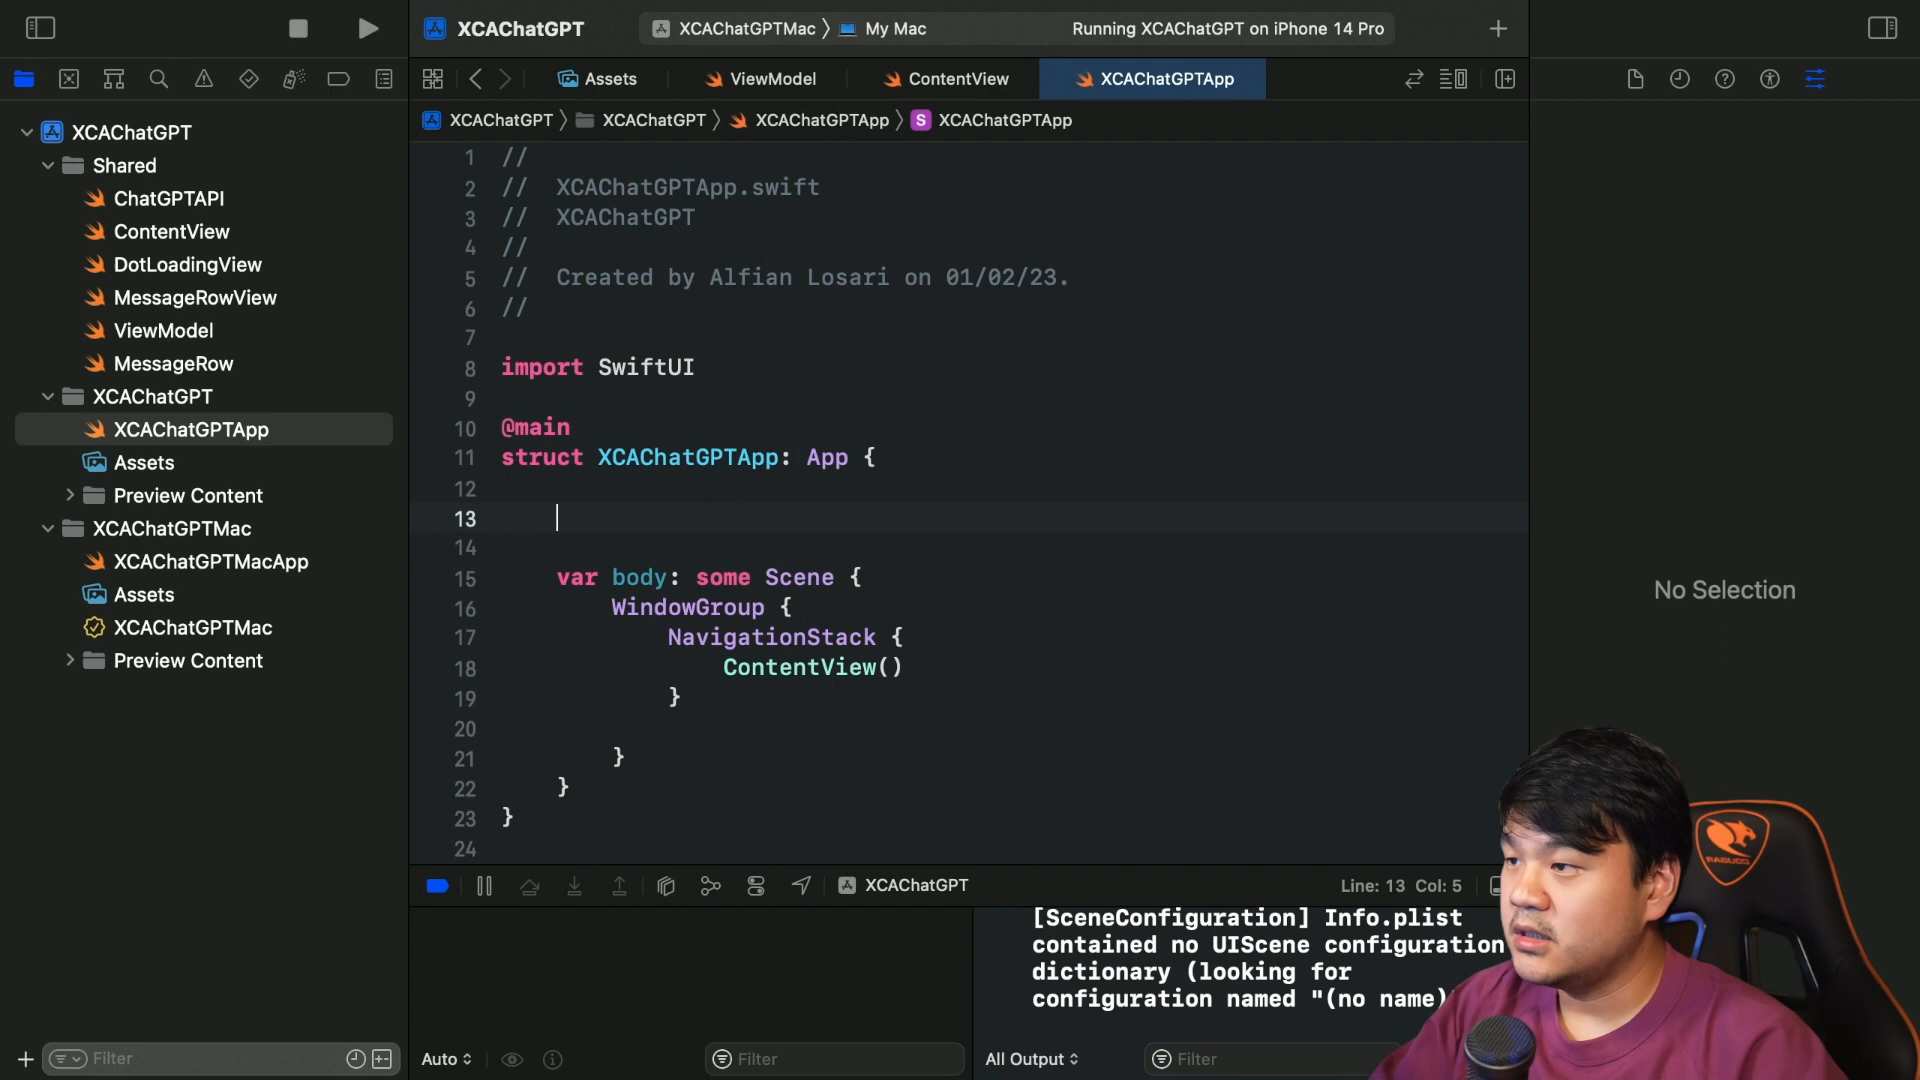 XCAChatGPT
XCAChatGPTMac
My Mac
Running XCAChatGPT on iPhone 14 Pro
Assets
ViewModel
ContentView
XCAChatGPTApp
XCAChatGPT
XCAChatGPT
XCAChatGPTApp
S
XCAChatGPTApp
XCAChatGPT
Shared
ChatGPTAPI
ContentView
DotLoadingView
MessageRowView
ViewModel
MessageRow
XCAChatGPT
XCAChatGPTApp
Assets
Preview Content
XCAChatGPTMac
XCAChatGPTMacApp
Assets
XCAChatGPTMac
Preview Content
Filter
1 //
2 // XCAChatGPTApp.swift
3 // XCAChatGPT
4 //
5 // Created by Alfian Losari on 01/02/23.
6 //
7
8 import SwiftUI
9
10 @main
11 struct XCAChatGPTApp: App {
12
13
14
15 var body: some Scene {
16 WindowGroup {
17 NavigationStack {
18 ContentView()
19 }
20
21 }
22 }
23 }
24
XCAChatGPT
Line: 13 Col: 5
[SceneConfiguration] Info.plist
contained no UIScene configuration
dictionary (looking for
configuration named "(no name)
Auto
Filter
All Output
Filter
No Selection
COUGAR